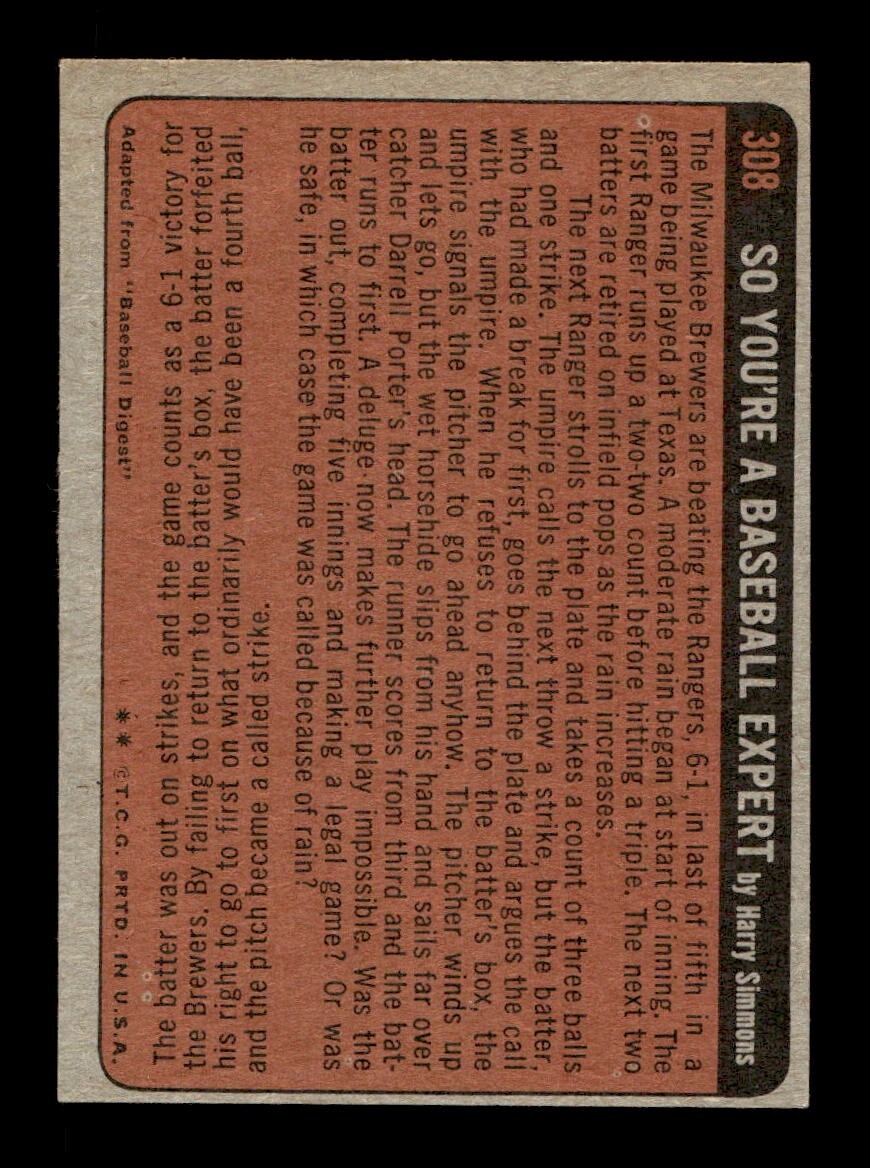 308 SO YOU'RE A BASEBALL EXPERT by Harry Simmons
The Milwaukee Brewers are beating the Rangers, 6-1, in last of fifth in a
game being played at Texas. A moderate rain began at start of inning. The
first Ranger runs up a two-two count before hitting a triple. The next two
batters are retired on infield pops as the rain increases.
The next Ranger strolls to the plate and takes a count of three balls
and one strike. The umpire calls the next throw a strike, but the batter,
who had made a break for first, goes behind the plate and argues the call
with the umpire. When he refuses to return to the batter's box, the
umpire signals the pitcher to go ahead anyhow. The pitcher winds up
and lets go, but the wet horsehide slips from his hand and sails far over
catcher Darrell Porter's head. The runner scores from third and the bat-
ter runs to first. A deluge now makes further play impossible. Was the
batter out, completing five innings and making a legal game? Or was
he safe, in which case the game was called because of rain?
The batter was out on strikes, and the game counts as a 6-1 victory for
the Brewers. By failing to return to the batter's box, the batter forfeited
his right to go to first on what ordinarily would have been a fourth ball,
and the pitch became a called strike.
Adapted from "Baseball Digest" ** ©T.C.G. PRTD. IN U.S.A.